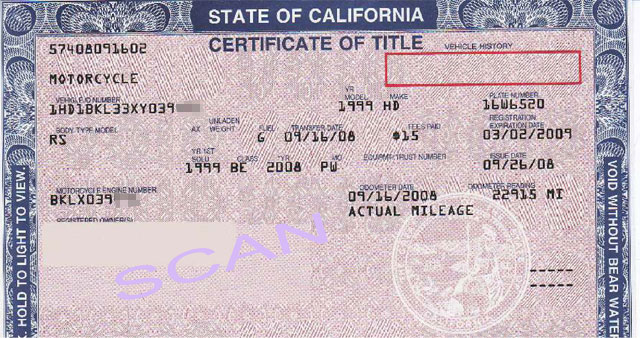 STATE OF CALIFORNIA
CERTIFICATE OF TITLE
VEHICLE HISTORY
57408091602
MOTORCYCLE
VEHICLE ID NUMBER YR MODEL MAKE PLATE NUMBER
1HD1BKL33XY039 1999 HD 16W6520
BODY TYPE MODEL AX UNLADEN WEIGHT FUEL TRANSFER DATE FEES PAID REGISTRATION EXPIRATION DATE
RS G 09/16/08 $15 03/02/2009
YR 1ST SOLD CLASS YR MO EQUIPMT/TRUST NUMBER ISSUE DATE
1999 BE 2008 PW 09/26/08
MOTORCYCLE ENGINE NUMBER ODOMETER DATE ODOMETER READING
BKLX039 09/16/2008 22915 MI
ACTUAL MILEAGE
REGISTERED OWNER(S)
SCAN
HOLD TO LIGHT TO VIEW.
VOID WITHOUT BEAR WATER